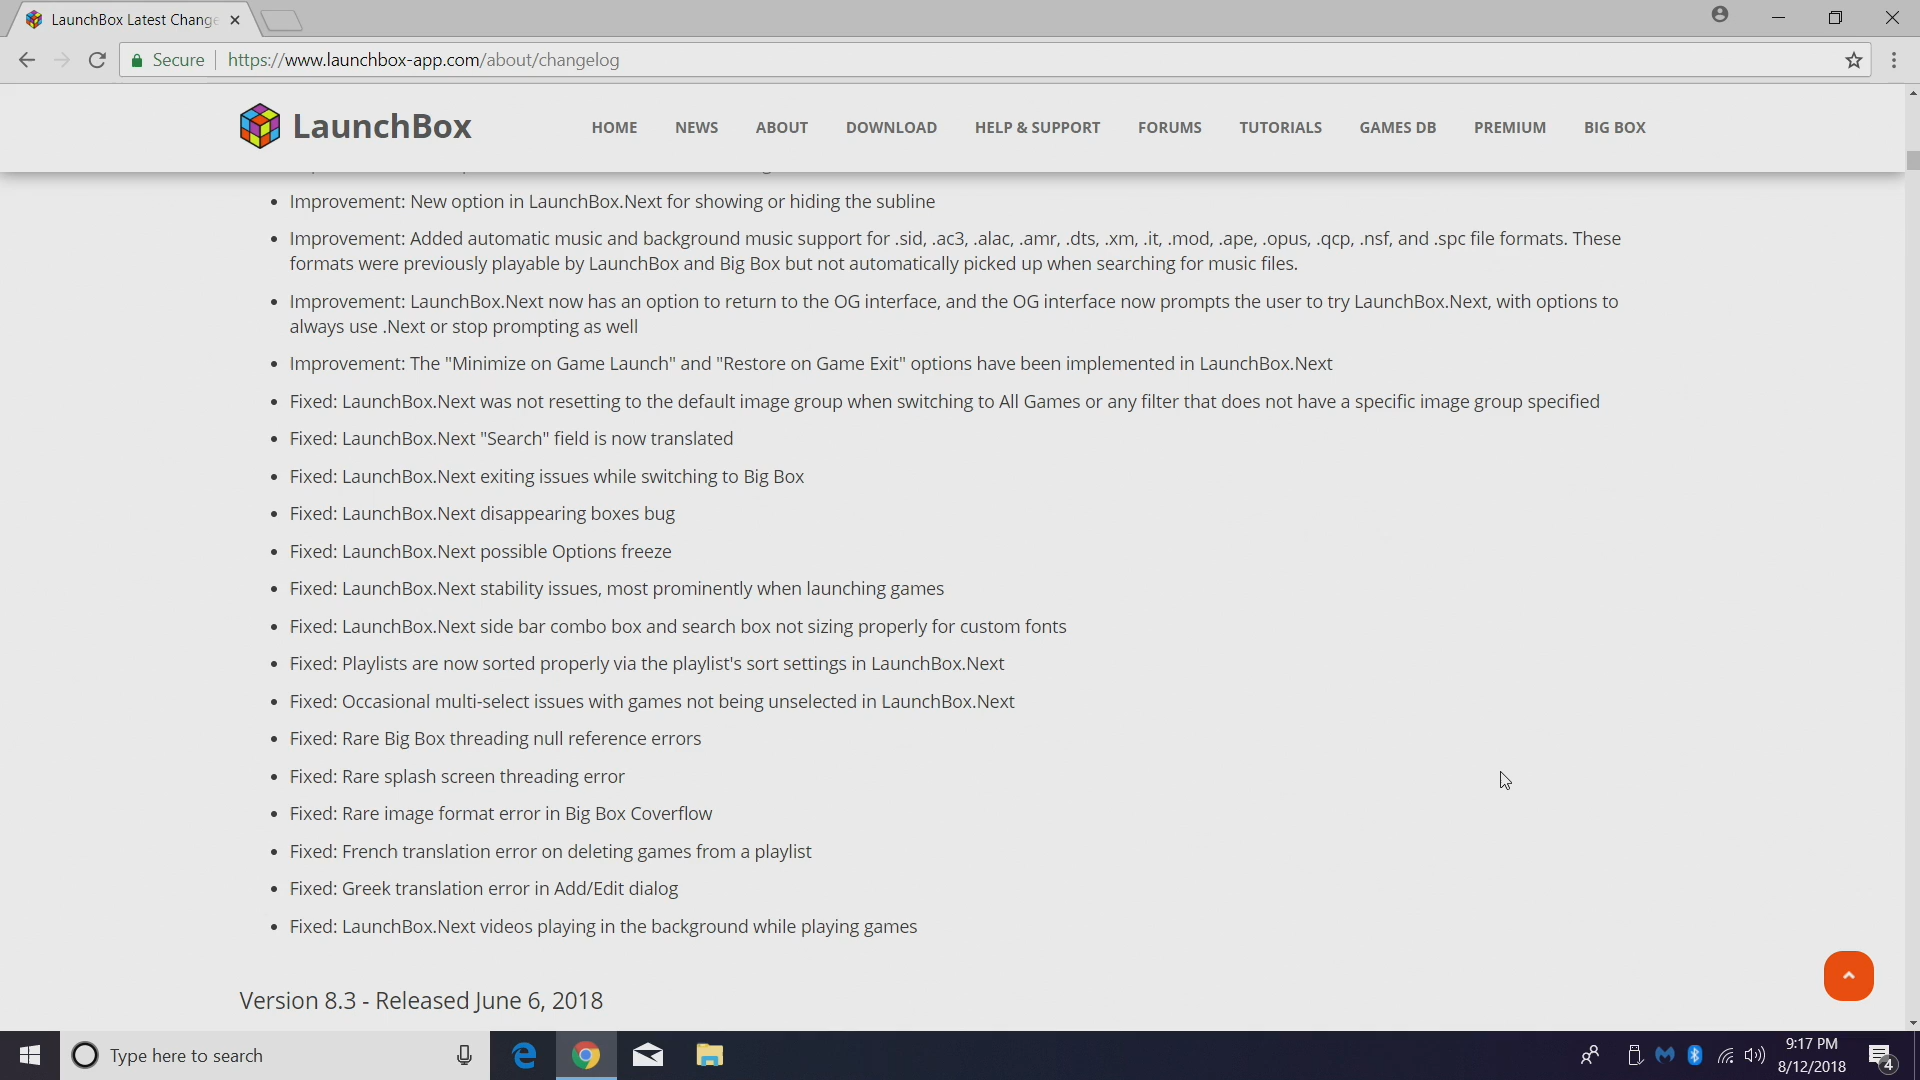 LaunchBox Latest Change
Secure
https://www.launchbox-app.com/about/changelog
LaunchBox
HOME
NEWS
ABOUT
DOWNLOAD
HELP & SUPPORT
FORUMS
TUTORIALS
GAMES DB
PREMIUM
BIG BOX
• Improvement: New option in LaunchBox.Next for showing or hiding the subline
• Improvement: Added automatic music and background music support for .sid, .ac3, .alac, .amr, .dts, .xm, .it, .mod, .ape, .opus, .qcp, .nsf, and .spc file formats. These
formats were previously playable by LaunchBox and Big Box but not automatically picked up when searching for music files.
• Improvement: LaunchBox.Next now has an option to return to the OG interface, and the OG interface now prompts the user to try LaunchBox.Next, with options to
always use .Next or stop prompting as well
• Improvement: The "Minimize on Game Launch" and "Restore on Game Exit" options have been implemented in LaunchBox.Next
• Fixed: LaunchBox.Next was not resetting to the default image group when switching to All Games or any filter that does not have a specific image group specified
• Fixed: LaunchBox.Next "Search" field is now translated
• Fixed: LaunchBox.Next exiting issues while switching to Big Box
• Fixed: LaunchBox.Next disappearing boxes bug
• Fixed: LaunchBox.Next possible Options freeze
• Fixed: LaunchBox.Next stability issues, most prominently when launching games
• Fixed: LaunchBox.Next side bar combo box and search box not sizing properly for custom fonts
• Fixed: Playlists are now sorted properly via the playlist's sort settings in LaunchBox.Next
• Fixed: Occasional multi-select issues with games not being unselected in LaunchBox.Next
• Fixed: Rare Big Box threading null reference errors
• Fixed: Rare splash screen threading error
• Fixed: Rare image format error in Big Box Coverflow
• Fixed: French translation error on deleting games from a playlist
• Fixed: Greek translation error in Add/Edit dialog
• Fixed: LaunchBox.Next videos playing in the background while playing games
Version 8.3 - Released June 6, 2018
Type here to search
9:17 PM
8/12/2018
4